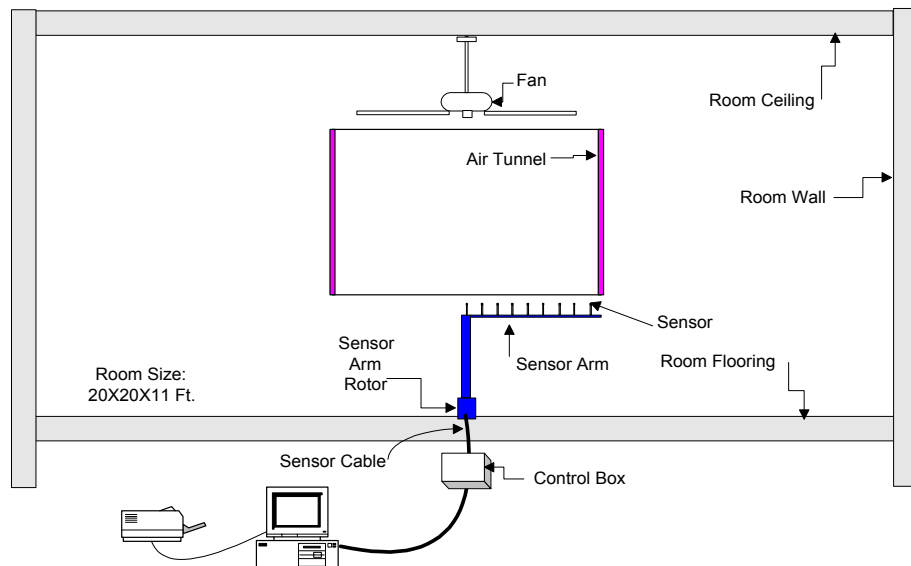 Fan
Room Ceiling
Air Tunnel
Room Wall
Sensor
Sensor
Arm
Rotor
Sensor Arm
Room Flooring
Room Size:
20X20X11 Ft.
Sensor Cable
Control Box